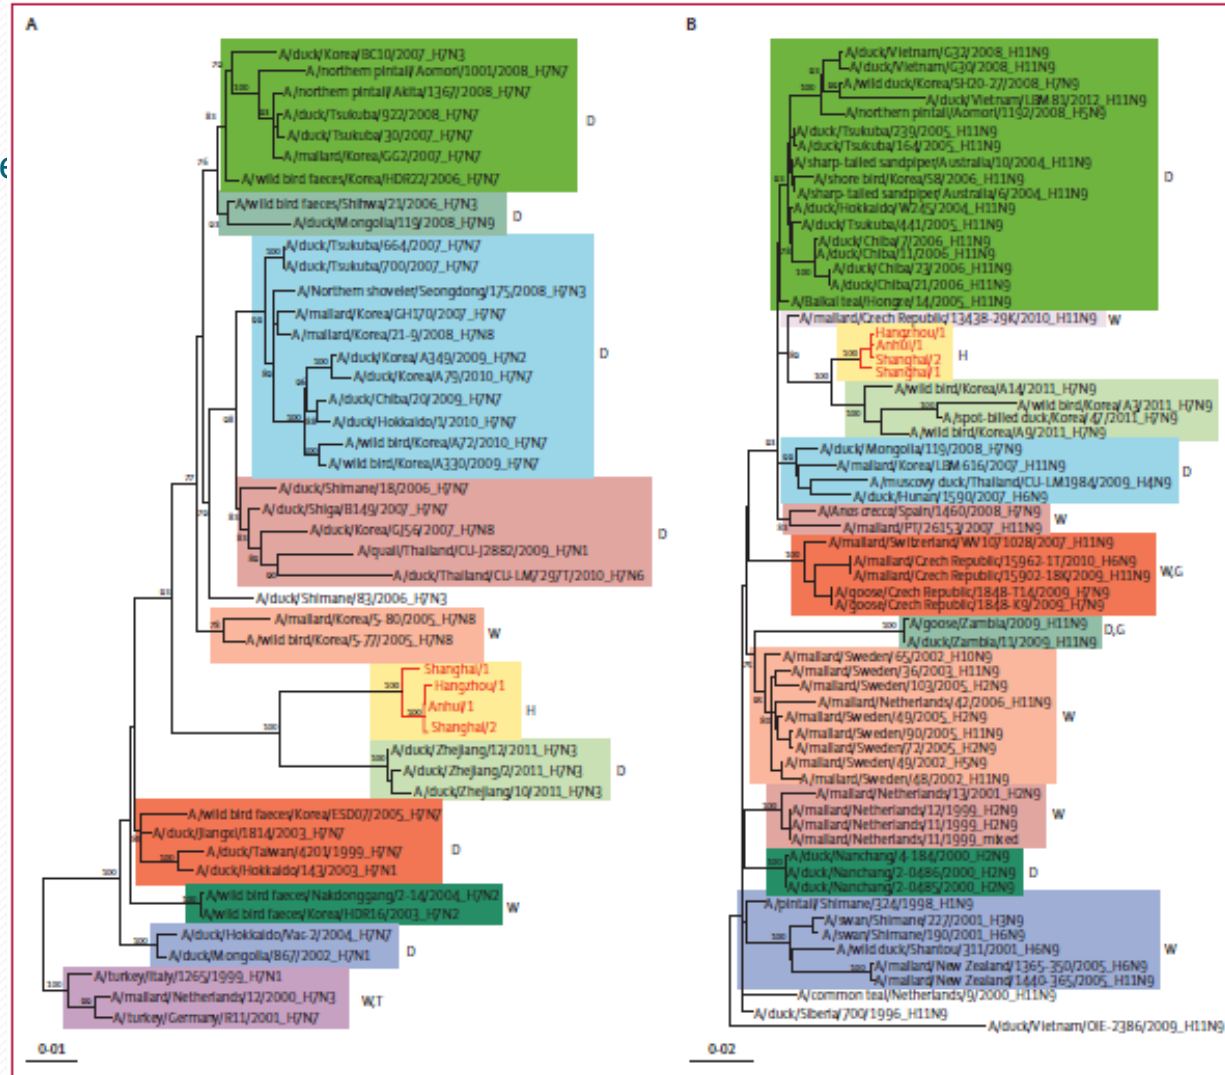 e
A
A/duck/Korea/BC10/2007_H7N3
A/northern pintail/Aomori/1001/2008_H7N7
A/northern pintail/Akita/1367/2008_H7N7
A/duck/Tsukuba/922/2008_H7N7
A/duck/Tsukuba/30/2007_H7N7
A/mallard/Korea/GG2/2007_H7N7
A/wild bird faeces/Korea/HDR22/2006_H7N7
D
A/wild bird faeces/Shihwa/21/2006_H7N3
A/duck/Mongolia/119/2008_H7N9
D
A/duck/Tsukuba/664/2007_H7N7
A/duck/Tsukuba/700/2007_H7N7
A/Northern shoveler/Seongdong/175/2008_H7N3
A/mallard/Korea/GH170/2007_H7N7
A/mallard/Korea/21-9/2008_H7N8
A/duck/Korea/A349/2009_H7N2
A/duck/Korea/A79/2010_H7N7
A/duck/Chiba/20/2009_H7N7
A/duck/Hokkaido/1/2010_H7N7
A/wild bird/Korea/A72/2010_H7N7
A/wild bird/Korea/A330/2009_H7N7
D
A/duck/Shimane/18/2006_H7N7
A/duck/Shiga/B149/2007_H7N7
A/duck/Korea/GJ56/2007_H7N8
A/quail/Thailand/CU-J2882/2009_H7N1
A/duck/Thailand/CU-LM7297T/2010_H7N6
D
A/duck/Shimane/83/2006_H7N3
A/mallard/Korea/S-80/2005_H7N8
A/wild bird/Korea/S-77/2005_H7N8
W
Shanghai/1
Hangzhou/1
Anhui/1
Shanghai/2
H
A/duck/Zhejiang/12/2011_H7N3
A/duck/Zhejiang/2/2011_H7N3
A/duck/Zhejiang/10/2011_H7N3
D
A/wild bird faeces/Korea/ESD07/2005_H7N7
A/duck/Jiangxi/1814/2003_H7N7
A/duck/Taiwan/4201/1999_H7N7
A/duck/Hokkaido/143/2003_H7N1
D
A/wild bird faeces/Nakdonggang/2-14/2004_H7N2
A/wild bird faeces/Korea/HDR16/2003_H7N2
W
A/duck/Hokkaido/Vac-2/2004_H7N7
A/duck/Mongolia/867/2002_H7N1
D
A/turkey/Italy/1265/1999_H7N1
A/mallard/Netherlands/12/2000_H7N3
A/turkey/Germany/R11/2001_H7N7
W,T
0·01
B
A/duck/Vietnam/G32/2008_H11N9
A/duck/Vietnam/G30/2008_H11N9
A/wild duck/Korea/SH20-27/2008_H7N9
A/duck/Vietnam/LBM81/2012_H11N9
A/northern pintail/Aomori/1192/2008_H5N9
A/duck/Tsukuba/239/2005_H11N9
A/duck/Tsukuba/164/2005_H11N9
A/sharp-tailed sandpiper/Australia/10/2004_H11N9
A/shore bird/Korea/S8/2006_H11N9
A/sharp-tailed sandpiper/Australia/6/2004_H11N9
A/duck/Hokkaido/W245/2004_H11N9
A/duck/Tsukuba/441/2005_H11N9
A/duck/Chiba/7/2006_H11N9
A/duck/Chiba/11/2006_H11N9
A/duck/Chiba/23/2006_H11N9
A/duck/Chiba/21/2006_H11N9
A/Baikal teal/Hongze/14/2005_H11N9
D
A/mallard/Czech Republic/13438-29K/2010_H11N9
W
Hangzhou/1
Anhui/1
Shanghai/2
Shanghai/1
H
A/wild bird/Korea/A14/2011_H7N9
A/wild bird/Korea/A3/2011_H7N9
A/spot-billed duck/Korea/47/2011_H7N9
A/wild bird/Korea/A9/2011_H7N9
A/duck/Mongolia/119/2008_H7N9
A/mallard/Korea/LBM616/2007_H11N9
A/muscovy duck/Thailand/CU-LM1984/2009_H4N9
A/duck/Hunan/1590/2007_H6N9
D
A/Anas crecca/Spain/1460/2008_H7N9
A/mallard/PT/26153/2007_H11N9
W
A/mallard/Switzerland/WV1071028/2007_H11N9
A/mallard/Czech Republic/15962-1T/2010_H6N9
A/mallard/Czech Republic/15902-18K/2009_H11N9
A/goose/Czech Republic/1848-T14/2009_H7N9
A/goose/Czech Republic/1848-K9/2009_H7N9
W,G
A/goose/Zambia/2009_H11N9
A/duck/Zambia/11/2009_H11N9
D,G
A/mallard/Sweden/65/2002_H10N9
A/mallard/Sweden/36/2003_H11N9
A/mallard/Sweden/103/2005_H2N9
A/mallard/Netherlands/42/2006_H11N9
A/mallard/Sweden/49/2005_H2N9
A/mallard/Sweden/90/2005_H11N9
A/mallard/Sweden/72/2005_H2N9
A/mallard/Sweden/49/2002_H5N9
A/mallard/Sweden/48/2002_H11N9
W
A/mallard/Netherlands/13/2001_H2N9
A/mallard/Netherlands/12/1999_H2N9
A/mallard/Netherlands/11/1999_H2N9
A/mallard/Netherlands/11/1999_mixed
W
A/duck/Nanchang/4-184/2000_H2N9
A/duck/Nanchang/2-0486/2000_H2N9
A/duck/Nanchang/2-0485/2000_H2N9
D
A/pintail/Shimane/324/1998_H1N9
A/swan/Shimane/227/2001_H3N9
A/swan/Shimane/190/2001_H6N9
A/wild duck/Shantou/311/2001_H6N9
A/mallard/New Zealand/1365-350/2005_H6N9
A/mallard/New Zealand/1440-365/2005_H11N9
W
A/common teal/Netherlands/9/2000_H11N9
A/duck/Siberia/700/1996_H11N9
A/duck/Vietnam/OIE-2386/2009_H11N9
0·02